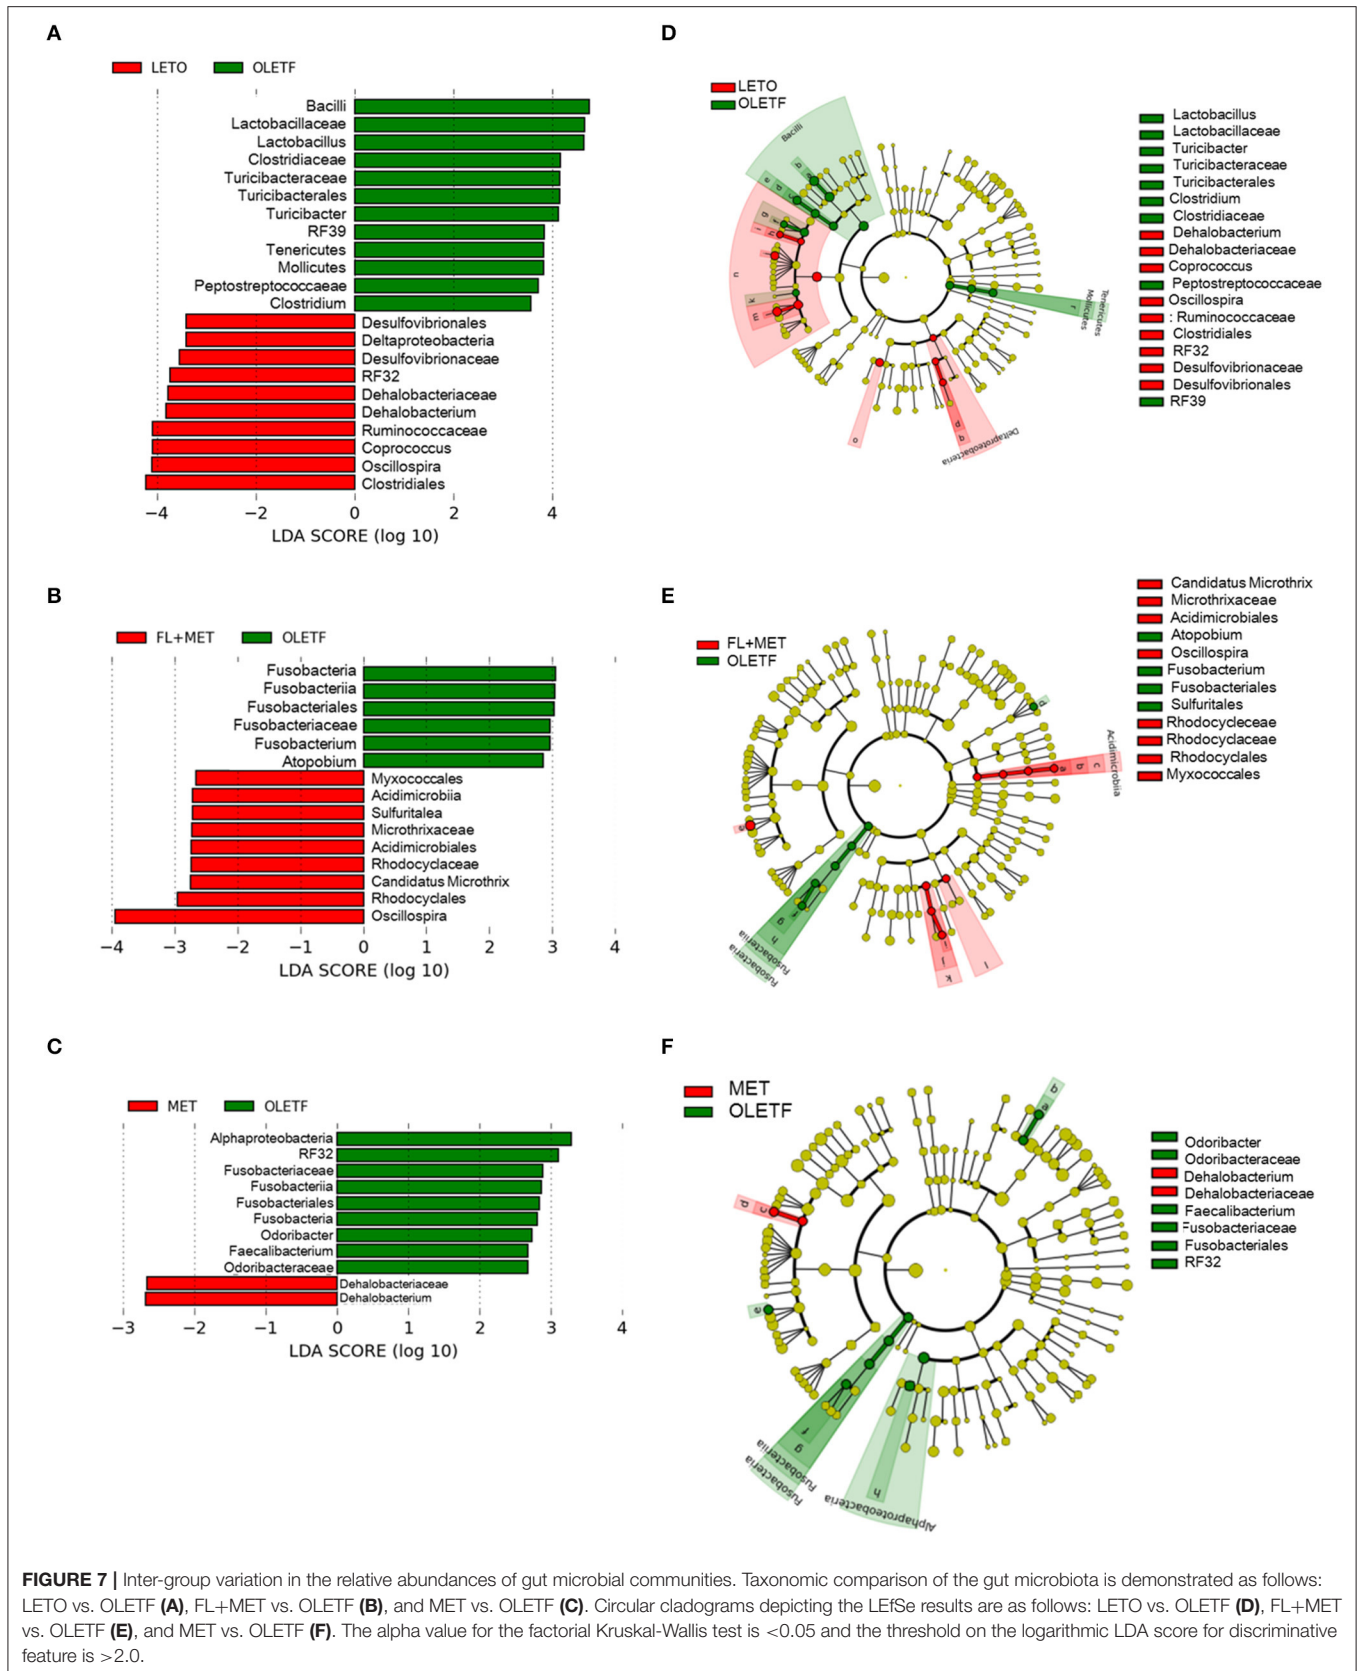 A
LETO OLETF
Bacilli
Lactobacillaceae
Lactobacillus
Clostridiaceae
Turicibacteraceae
Turicibacterales
Turicibacter
RF39
Tenericutes
Mollicutes
Peptostreptococcaeae
Clostridium
Desulfovibrionales
Deltaproteobacteria
Desulfovibrionaceae
RF32
Dehalobacteriaceae
Dehalobacterium
Ruminococcaceae
Coprococcus
Oscillospira
Clostridiales
−4 −2 0 2 4
LDA SCORE (log 10)
D
LETO
OLETF
Bacilli
n
o
p
q
Deltaproteobacteria
r
Mollicutes
Tenericutes
Lactobacillus
Lactobacillaceae
Turicibacter
Turicibacteraceae
Turicibacterales
Clostridium
Clostridiaceae
Dehalobacterium
Dehalobacteriaceae
Coprococcus
Peptostreptococcaceae
Oscillospira
: Ruminococcaceae
Clostridiales
RF32
Desulfovibrionaceae
Desulfovibrionales
RF39
B
FL+MET OLETF
Fusobacteria
Fusobacteriia
Fusobacteriales
Fusobacteriaceae
Fusobacterium
Atopobium
Myxococcales
Acidimicrobiia
Sulfuritalea
Microthrixaceae
Acidimicrobiales
Rhodocyclaceae
Candidatus Microthrix
Rhodocyclales
Oscillospira
−4 −3 −2 −1 0 1 2 3 4
LDA SCORE (log 10)
E
FL+MET
OLETF
d
Acidimicrobiia
a b c
e
f
g
h
Fusobacteriia
Fusobacteria
i
j
k
l
Candidatus Microthrix
Microthrixaceae
Acidimicrobiales
Atopobium
Oscillospira
Fusobacterium
Fusobacteriales
Sulfuritales
Rhodocycleceae
Rhodocyclaceae
Rhodocyclales
Myxococcales
C
MET OLETF
Alphaproteobacteria
RF32
Fusobacteriaceae
Fusobacteriia
Fusobacteriales
Fusobacteria
Odoribacter
Faecalibacterium
Odoribacteraceae
Dehalobacteriaceae
Dehalobacterium
−3 −2 −1 0 1 2 3 4
LDA SCORE (log 10)
F
MET
OLETF
b
a
d c
e
f
g
Fusobacteriia
Fusobacteria
h
Alphaproteobacteria
Odoribacter
Odoribacteraceae
Dehalobacterium
Dehalobacteriaceae
Faecalibacterium
Fusobacteriaceae
Fusobacteriales
RF32
FIGURE 7 | Inter-group variation in the relative abundances of gut microbial communities. Taxonomic comparison of the gut microbiota is demonstrated as follows:
LETO vs. OLETF (A), FL+MET vs. OLETF (B), and MET vs. OLETF (C). Circular cladograms depicting the LEfSe results are as follows: LETO vs. OLETF (D), FL+MET
vs. OLETF (E), and MET vs. OLETF (F). The alpha value for the factorial Kruskal-Wallis test is <0.05 and the threshold on the logarithmic LDA score for discriminative
feature is >2.0.